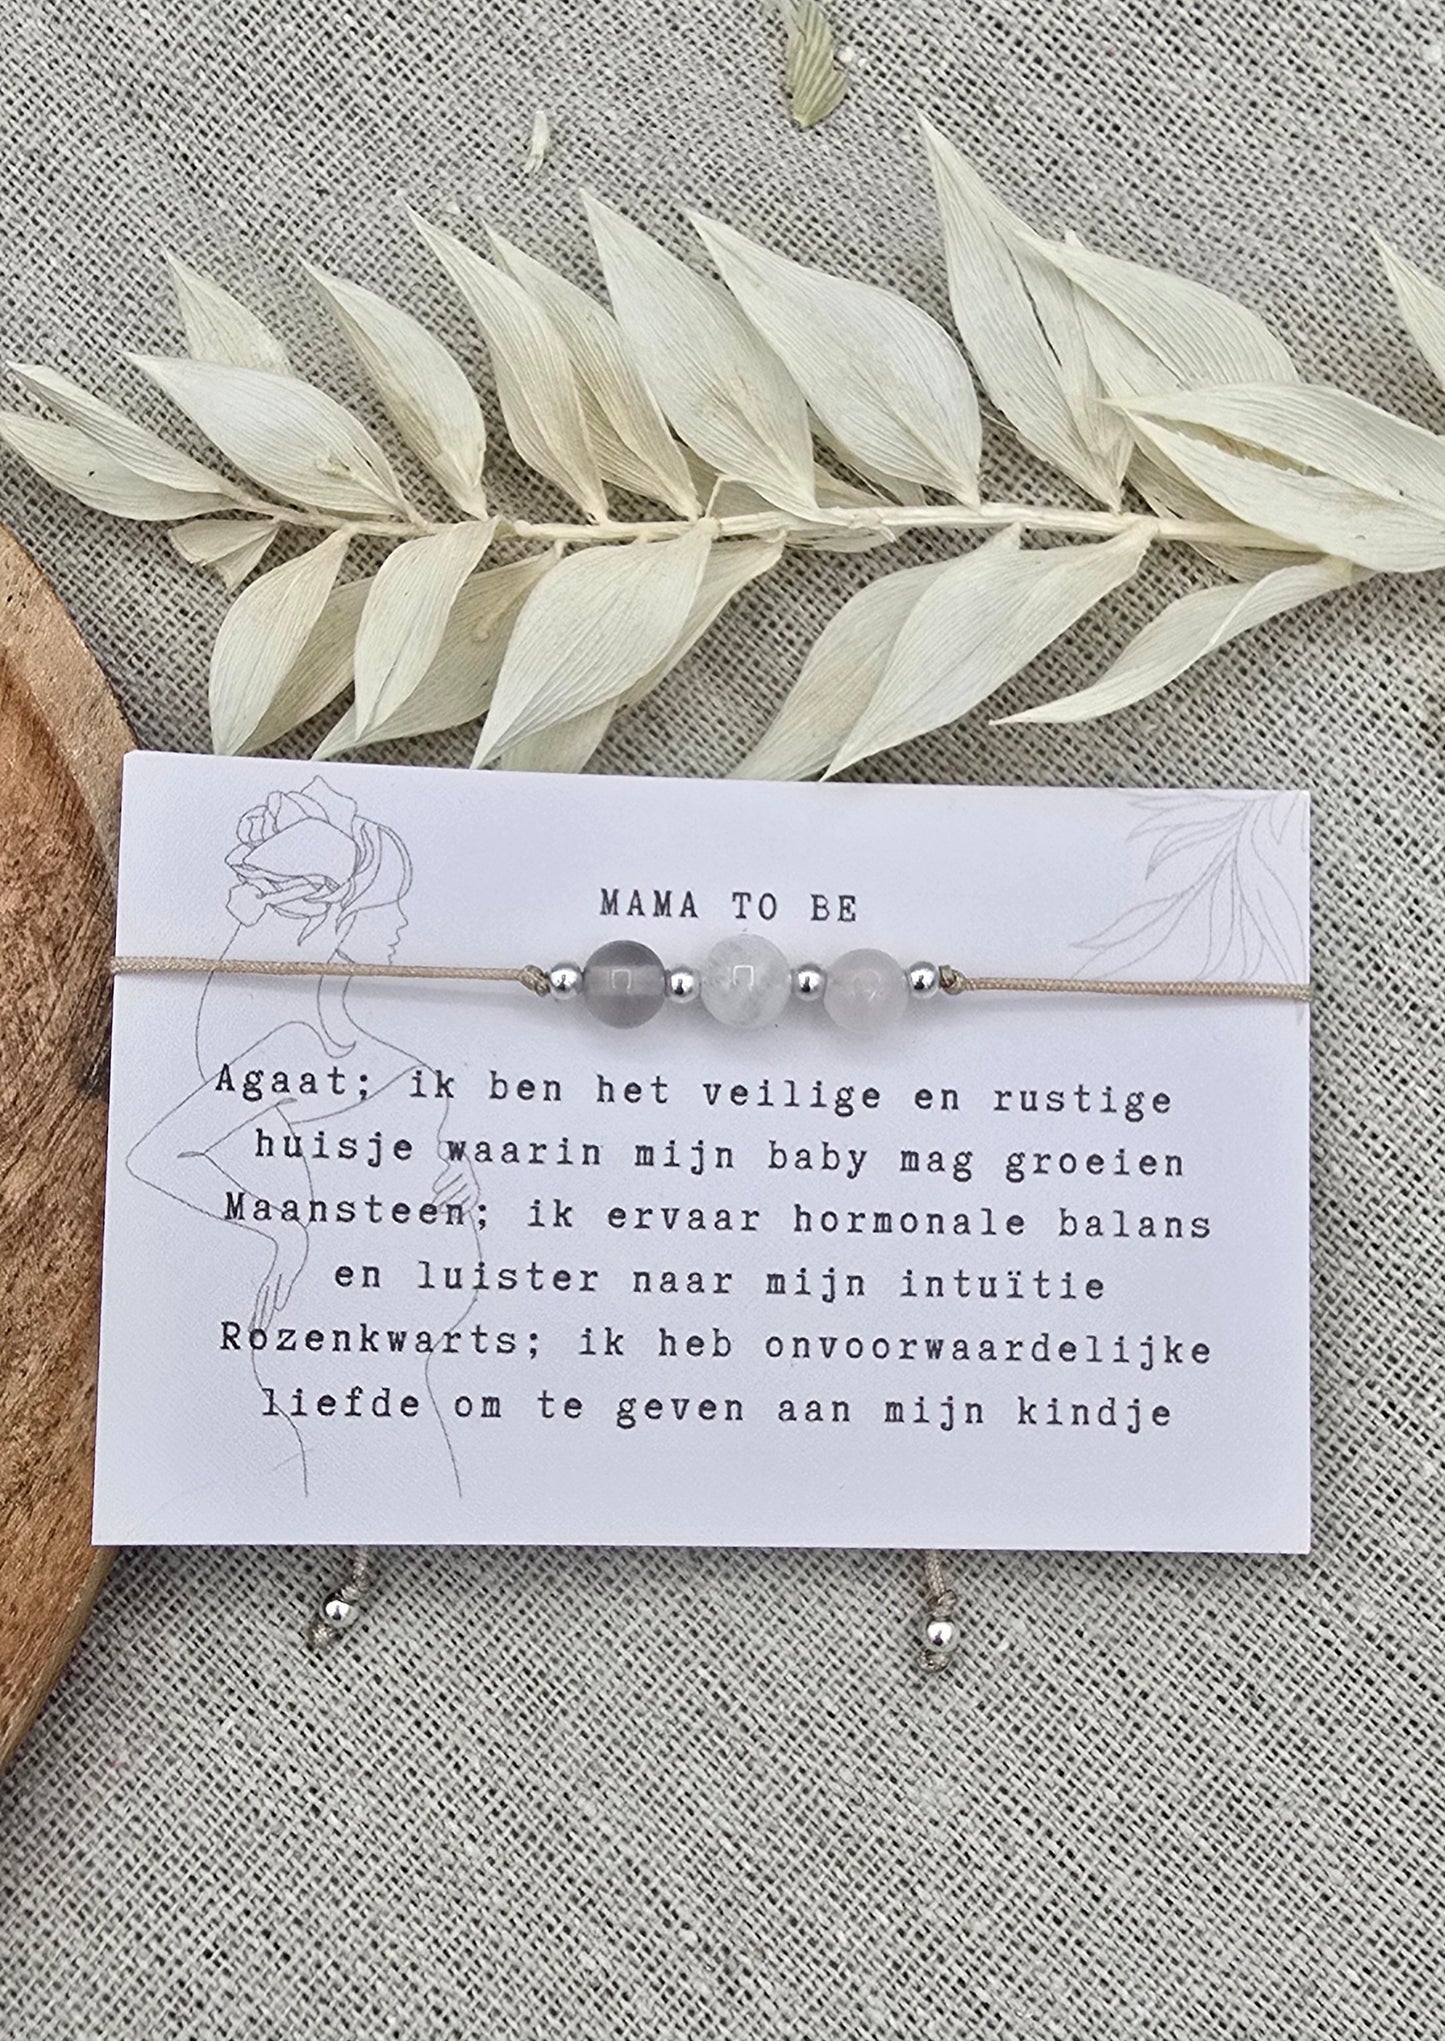 MAMA TO BE
Agaat; ik ben het veilige en rustige
huisje waarin mijn baby mag groeien
Maansteen; ik ervaar hormonale balans
en luister naar mijn intuïtie
Rozenkwarts; ik heb onvoorwaardelijke
liefde om te geven aan mijn kindje